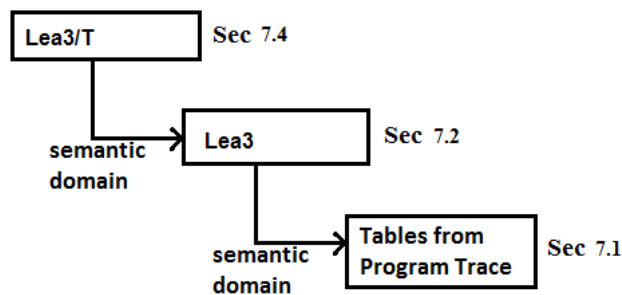 Lea3/T Sec 7.4
semantic
domain
Lea3 Sec 7.2
semantic
domain
Tables from
Program Trace
Sec 7.1